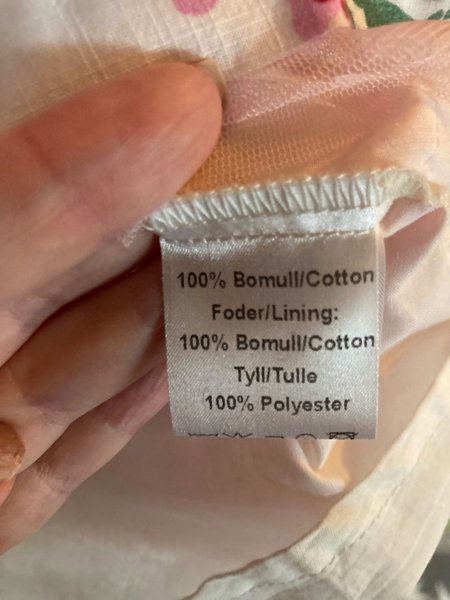 100% Bomull/Cotton
Foder/Lining:
100% Bomull/Cotton
Tyll/Tulle
100% Polyester